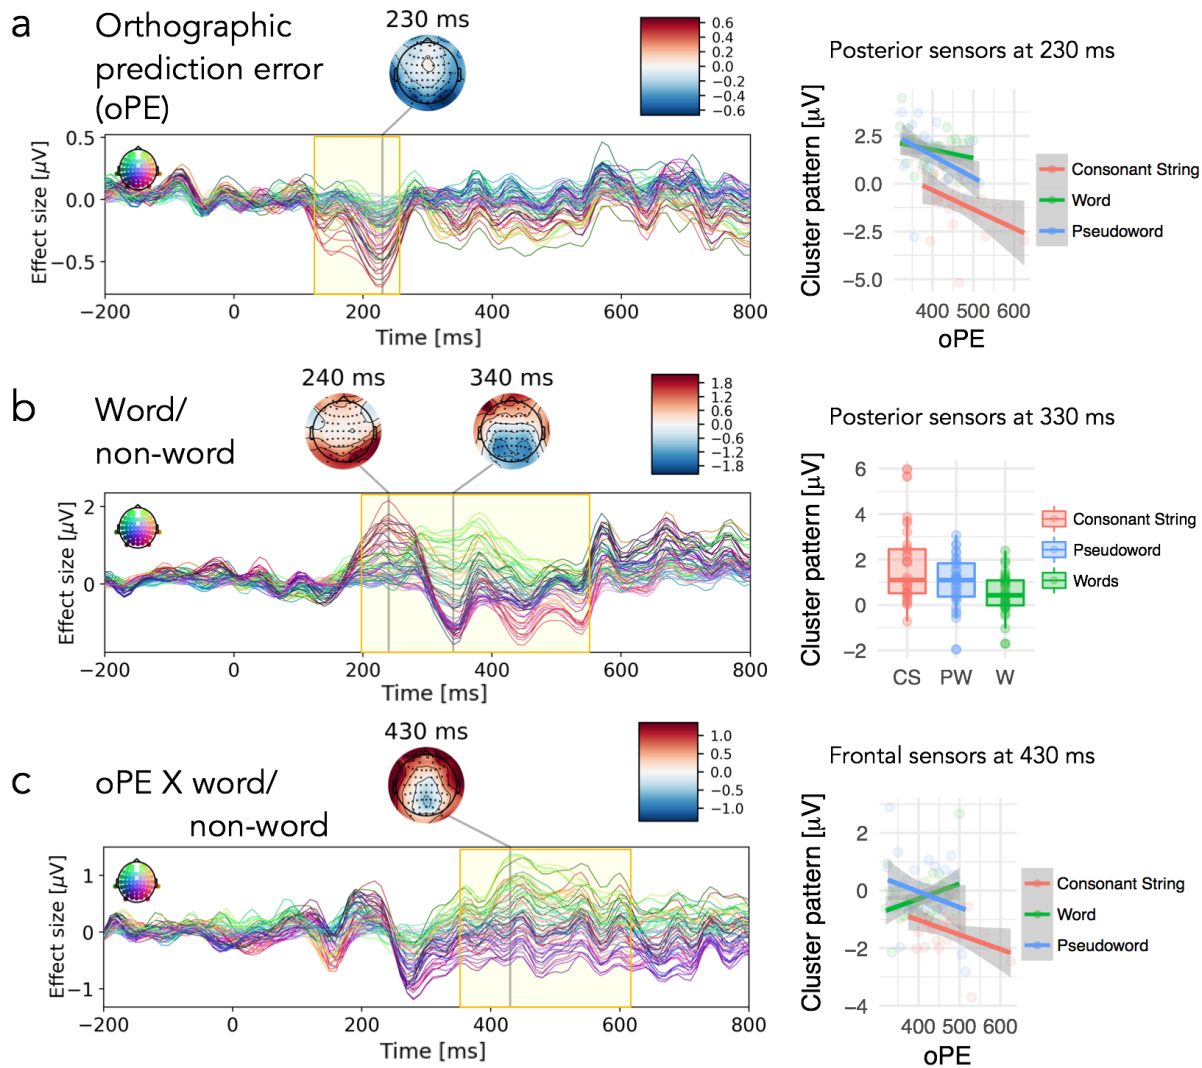 a
Orthographic
prediction error
(oPE)
230 ms
0.6
0.4
0.2
0.0
−0.2
−0.4
−0.6
Effect size [μV]
0.5
0.0
−0.5
−200 0 200 400 600 800
Time [ms]
Posterior sensors at 230 ms
Cluster pattern [μV]
2.5
0.0
−2.5
−5.0
400 500 600
oPE
Consonant String
Word
Pseudoword
b
Word/
non-word
240 ms
340 ms
1.8
1.2
0.6
0.0
−0.6
−1.2
−1.8
Effect size [μV]
2
0
−200 0 200 400 600 800
Time [ms]
Posterior sensors at 330 ms
Cluster pattern [μV]
6
4
2
0
−2
CS PW W
Consonant String
Pseudoword
Words
c
oPE X word/
non-word
430 ms
1.0
0.5
0.0
−0.5
−1.0
Effect size [μV]
1
0
−1
−200 0 200 400 600 800
Time [ms]
Frontal sensors at 430 ms
Cluster pattern [μV]
2
0
−2
−4
400 500 600
oPE
Consonant String
Word
Pseudoword